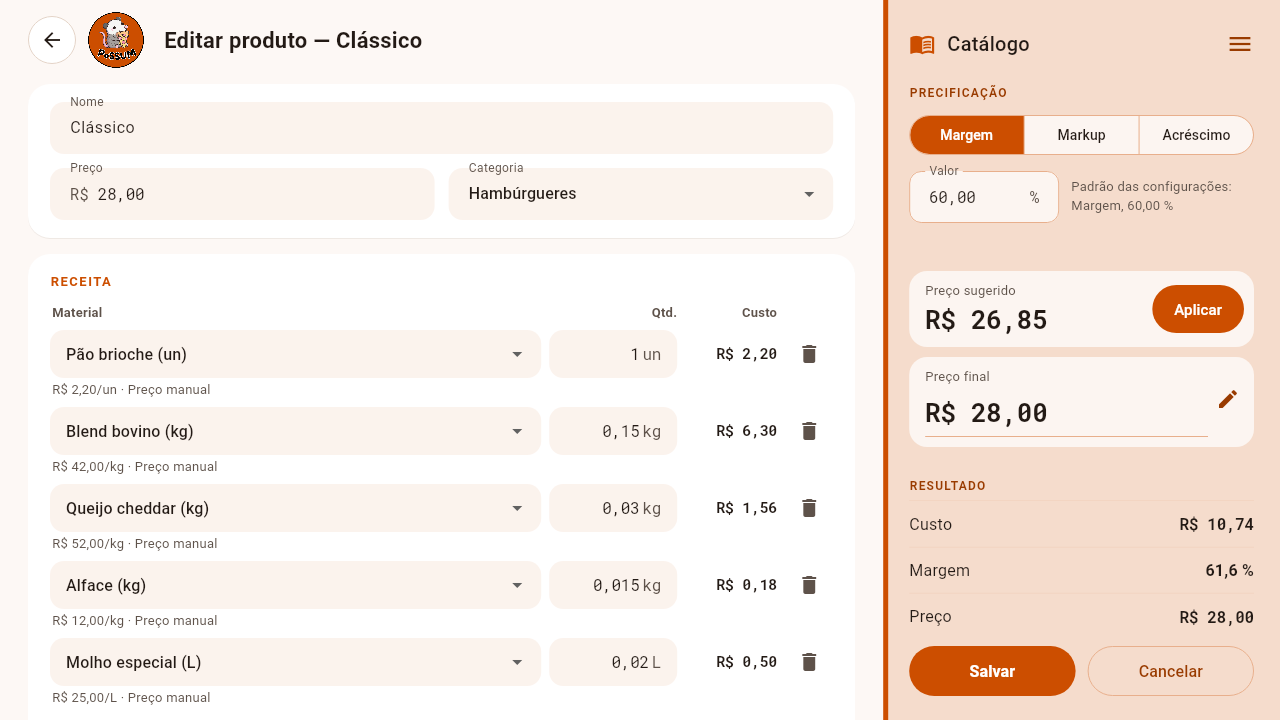 POSSUM
Editar produto — Clássico
Nome
Clássico
Preço
R$ 28,00
Categoria
Hambúrgueres
RECEITA
Material Qtd. Custo
Pão brioche (un) 1 un R$ 2,20
R$ 2,20/un · Preço manual
Blend bovino (kg) 0,15 kg R$ 6,30
R$ 42,00/kg · Preço manual
Queijo cheddar (kg) 0,03 kg R$ 1,56
R$ 52,00/kg · Preço manual
Alface (kg) 0,015 kg R$ 0,18
R$ 12,00/kg · Preço manual
Molho especial (L) 0,02 L R$ 0,50
R$ 25,00/L · Preço manual
Catálogo
PRECIFICAÇÃO
Margem Markup Acréscimo
Valor
60,00 %
Padrão das configurações:
Margem, 60,00 %
Preço sugerido
R$ 26,85
Aplicar
Preço final
R$ 28,00
RESULTADO
Custo R$ 10,74
Margem 61,6 %
Preço R$ 28,00
Salvar Cancelar